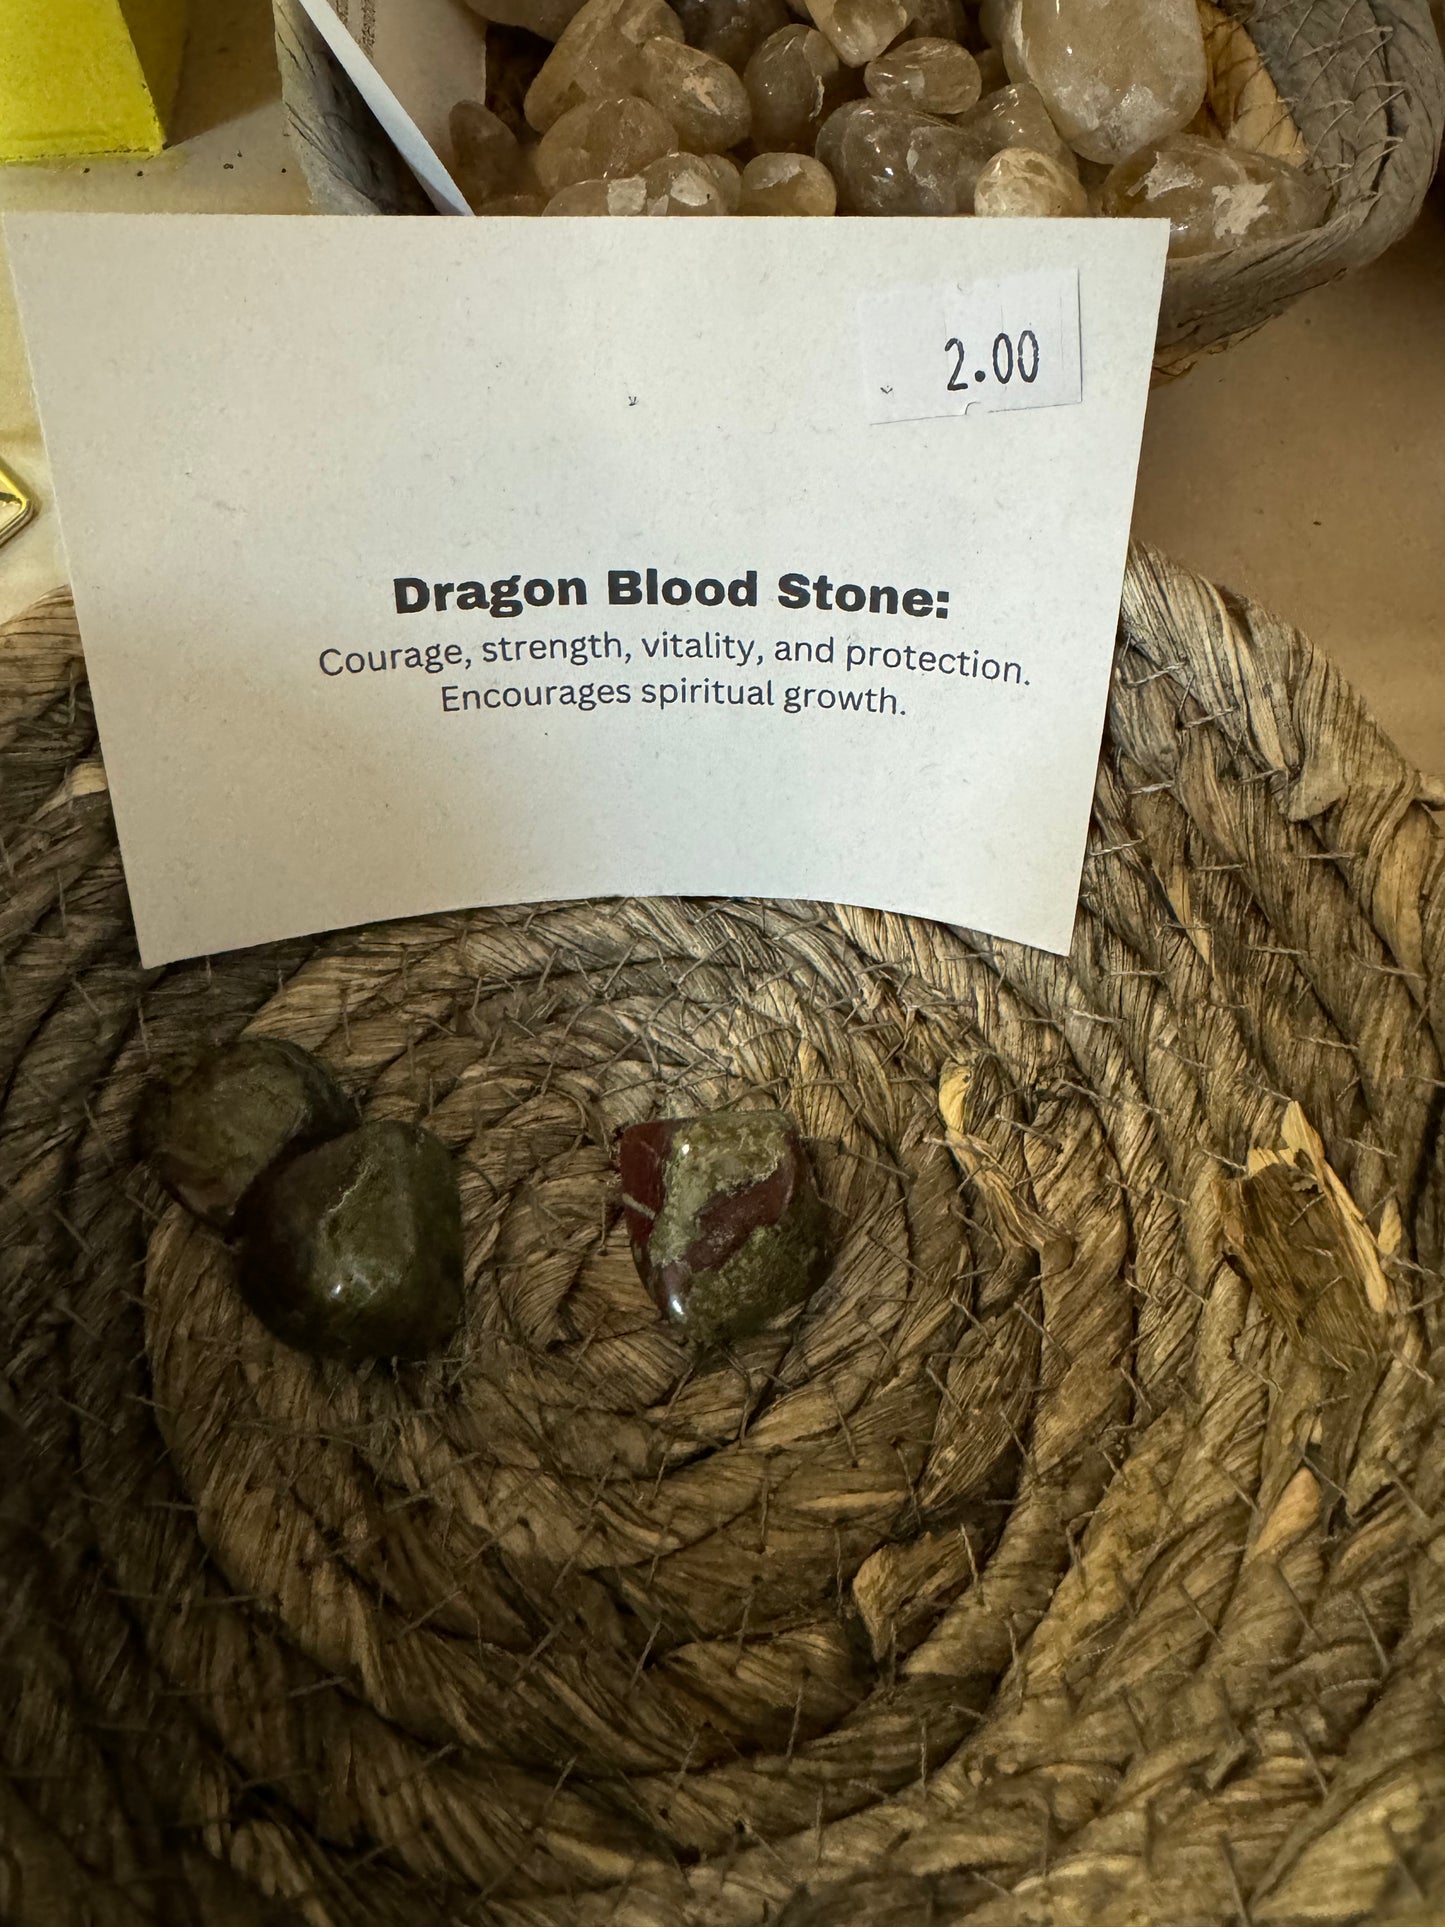 2.00
Dragon Blood Stone:
Courage, strength, vitality, and protection.
Encourages spiritual growth.